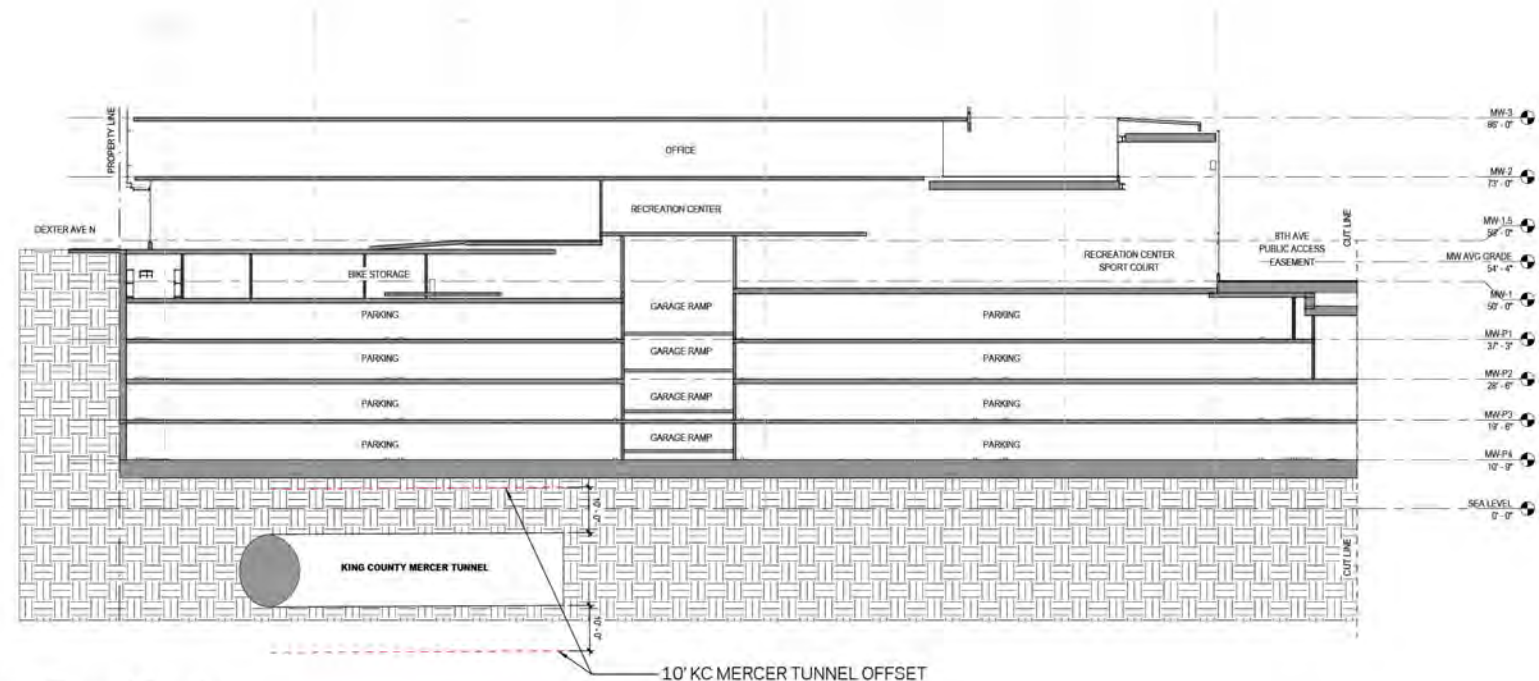 PROPERTY LINE
MW-3
86' - 0"
OFFICE
MW-2
73' - 0"
RECREATION CENTER
DEXTER AVE N
MW-1.5
8TH AVE
PUBLIC ACCESS
EASEMENT
CUT LINE
RECREATION CENTER
SPORT COURT
MW AVG GRADE
54' - 4"
BIKE STORAGE
MW-1
50' - 0"
GARAGE RAMP
PARKING
PARKING
MW-P1
37' - 3"
GARAGE RAMP
PARKING
PARKING
MW-P2
28' - 6"
GARAGE RAMP
PARKING
PARKING
MW-P3
19' - 6"
GARAGE RAMP
PARKING
PARKING
MW-P4
10' - 9"
10' - 0"
SEA LEVEL
0' - 0"
CUT LINE
KING COUNTY MERCER TUNNEL
10' - 0"
10' KC MERCER TUNNEL OFFSET